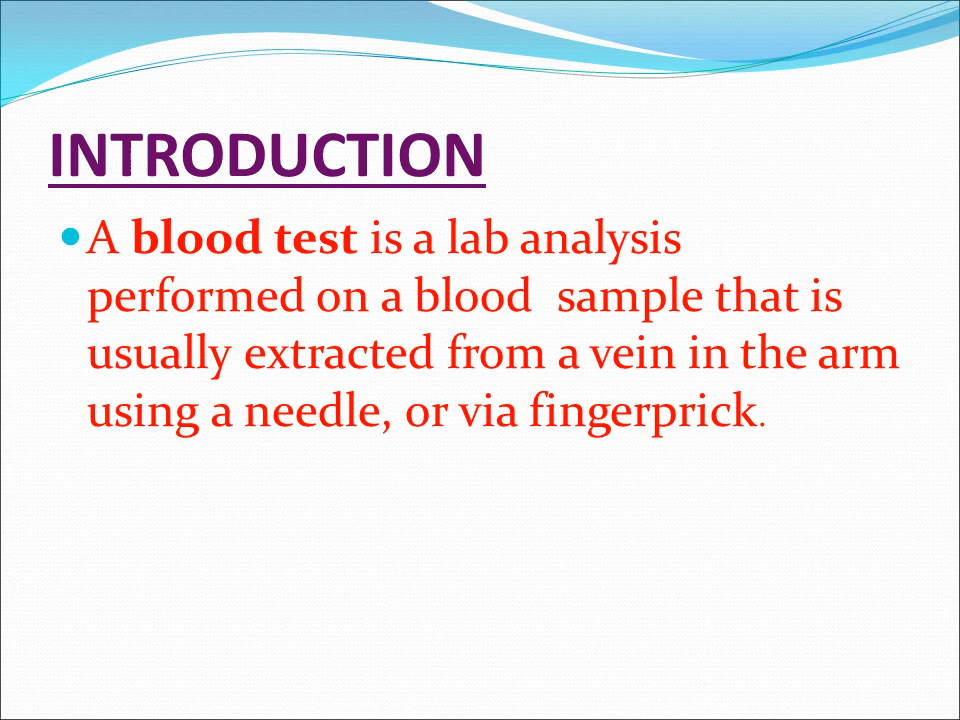 INTRODUCTION
A blood test is a lab analysis
performed on a blood  sample that is
usually extracted from a vein in the arm
using a needle, or via fingerprick.